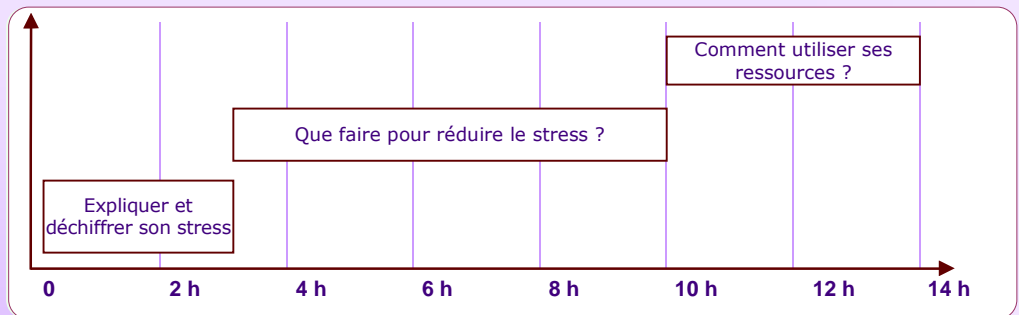 Comment utiliser ses
ressources ?
Que faire pour réduire le stress ?
Expliquer et
déchiffrer son stress
0 2 h 4 h 6 h 8 h 10 h 12 h 14 h